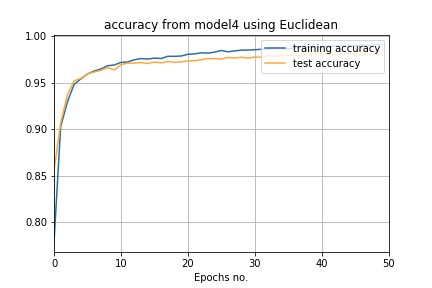 accuracy from model4 using Euclidean
1.00
0.95
0.90
0.85
0.80
training accuracy
test accuracy
0 10 20 30 40 50
Epochs no.